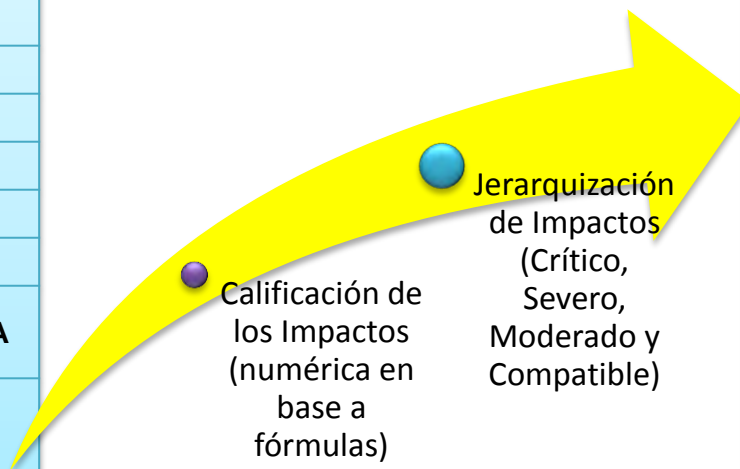 A
Calificación de
los Impactos
(numérica en
base a
fórmulas)
Jerarquización
de Impactos
(Crítico,
Severo,
Moderado y
Compatible)